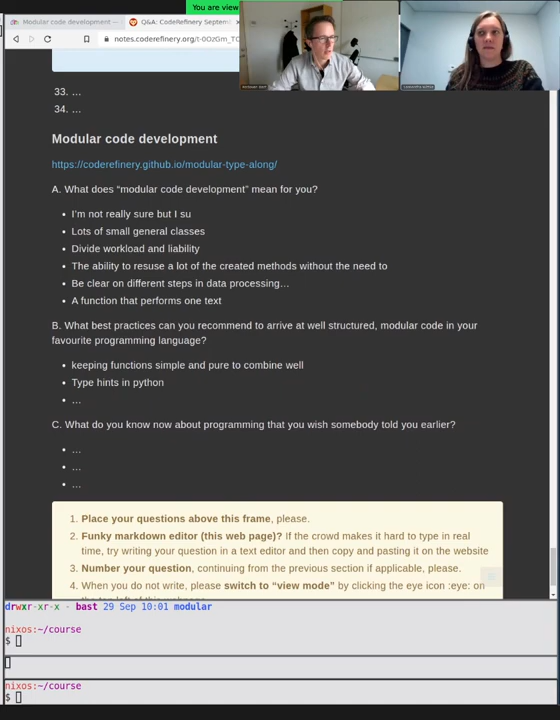 You are view
Modular code development —
Q&A: CodeRefinery Septem
notes.coderefinery.org/t-0OzGm_TC
33. …
34. …
Modular code development
https://coderefinery.github.io/modular-type-along/
A. What does “modular code development” mean for you?
• I’m not really sure but I su
• Lots of small general classes
• Divide workload and liability
• The ability to resuse a lot of the created methods without the need to
• Be clear on different steps in data processing…
• A function that performs one text
B. What best practices can you recommend to arrive at well structured, modular code in your
favourite programming language?
• keeping functions simple and pure to combine well
• Type hints in python
• …
C. What do you know now about programming that you wish somebody told you earlier?
• …
• …
• …
1. Place your questions above this frame, please.
2. Funky markdown editor (this web page)? If the crowd makes it hard to type in real
time, try writing your question in a text editor and then copy and pasting it on the website
3. Number your question, continuing from the previous section if applicable, please.
4. When you do not write, please switch to “view mode” by clicking the eye icon :eye: on
drwxr-xr-x - bast 29 Sep 10:01 modular
nixos:~/course
$
nixos:~/course
$